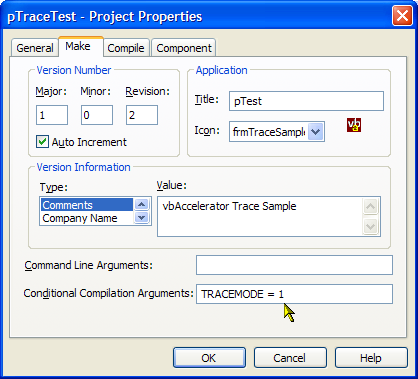 pTraceTest - Project Properties
General Make Compile Component
Version Number
Major: Minor: Revision:
1 0 2
Auto Increment
Application
Title: pTest
Icon: frmTraceSampl
vba
Version Information
Type: Value:
Comments
Company Name
vbAccelerator Trace Sample
Command Line Arguments:
Conditional Compilation Arguments: TRACEMODE = 1
OK Cancel Help